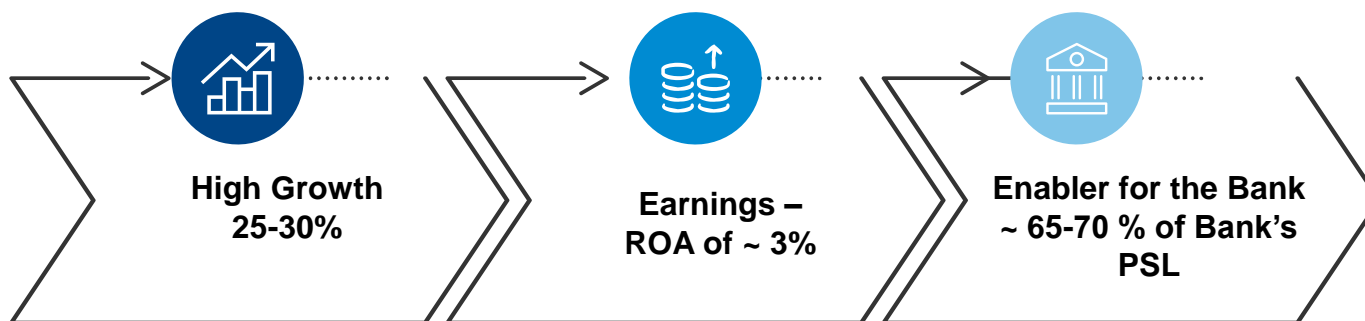 High Growth
25-30%
Earnings –
ROA of ~ 3%
Enabler for the Bank
~ 65-70 % of Bank’s
PSL